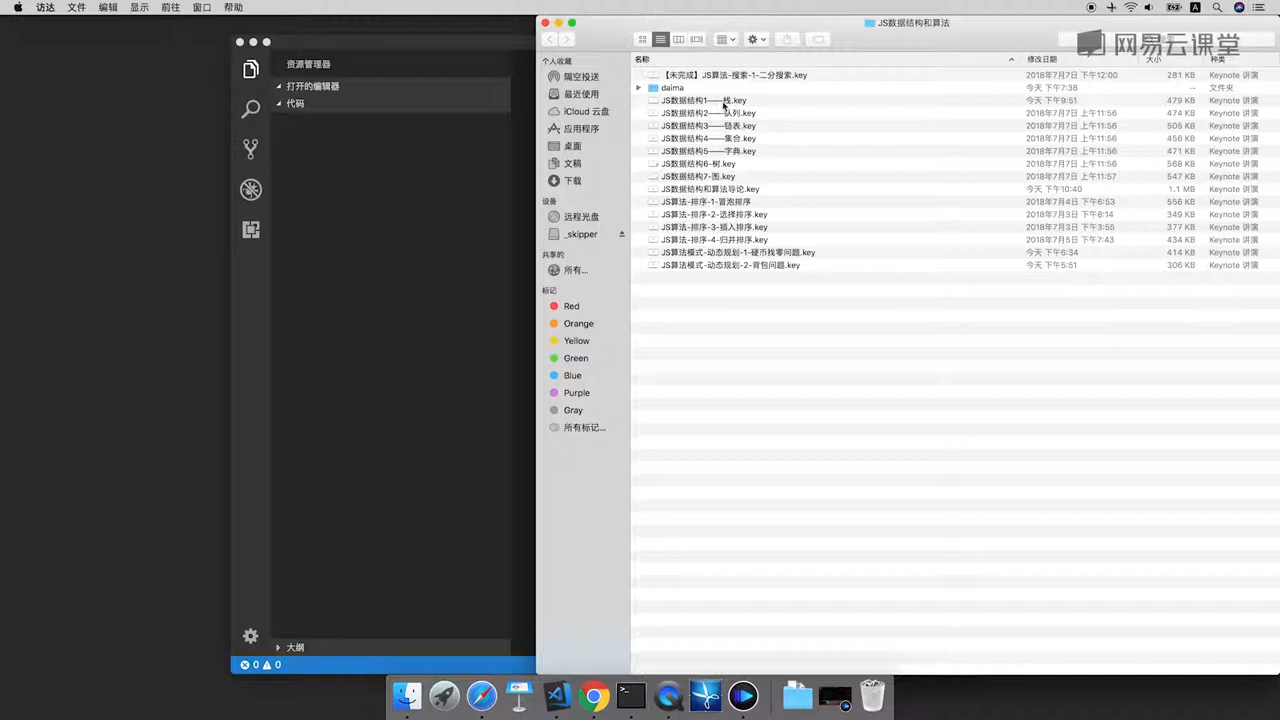 访达 文件 编辑 显示 前往 窗口 帮助
JS数据结构和算法
网易云课堂
资源管理器
打开的编辑器
代码
大纲
0 0
个人收藏
隔空投送
最近使用
iCloud 云盘
应用程序
桌面
文稿
下载
设备
远程光盘
_skipper
共享的
所有...
标记
Red
Orange
Yellow
Green
Blue
Purple
Gray
所有标记...
名称 修改日期 大小 种类
【未完成】JS算法-搜索-1-二分搜索.key 2018年7月7日 下午12:00 281 KB Keynote 讲演
daima 今天 下午7:38 -- 文件夹
JS数据结构1——栈.key 今天 下午9:51 479 KB Keynote 讲演
JS数据结构2——队列.key 2018年7月7日 上午11:56 474 KB Keynote 讲演
JS数据结构3——链表.key 2018年7月7日 上午11:56 505 KB Keynote 讲演
JS数据结构4——集合.key 2018年7月7日 上午11:56 456 KB Keynote 讲演
JS数据结构5——字典.key 2018年7月7日 上午11:56 471 KB Keynote 讲演
JS数据结构6-树.key 2018年7月7日 上午11:56 568 KB Keynote 讲演
JS数据结构7-图.key 2018年7月7日 上午11:57 547 KB Keynote 讲演
JS数据结构和算法导论.key 今天 下午10:40 1.1 MB Keynote 讲演
JS算法-排序-1-冒泡排序 2018年7月4日 下午6:53 556 KB Keynote 讲演
JS算法-排序-2-选择排序.key 2018年7月3日 下午8:14 349 KB Keynote 讲演
JS算法-排序-3-插入排序.key 2018年7月3日 下午3:55 377 KB Keynote 讲演
JS算法-排序-4-归并排序.key 2018年7月5日 下午7:43 434 KB Keynote 讲演
JS算法模式-动态规划-1-硬币找零问题.key 今天 下午6:34 414 KB Keynote 讲演
JS算法模式-动态规划-2-背包问题.key 今天 下午5:51 306 KB Keynote 讲演